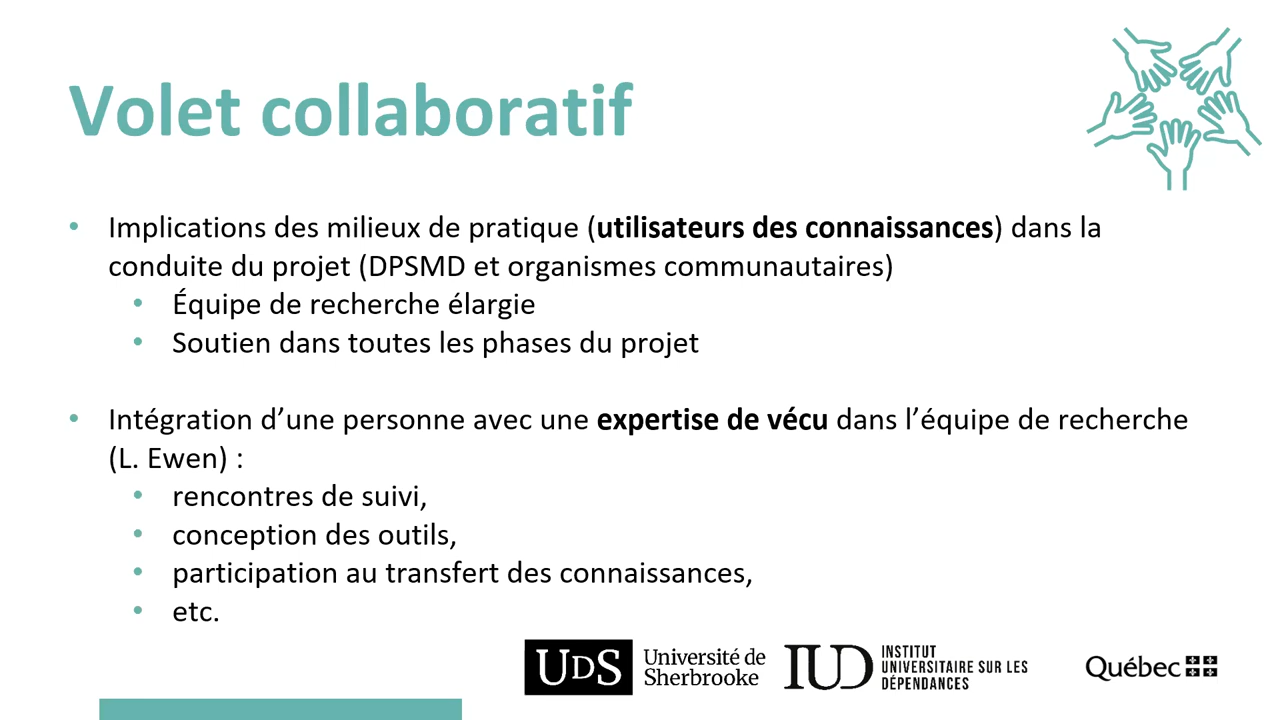 Volet collaboratif
• Implications des milieux de pratique (utilisateurs des connaissances) dans la
conduite du projet (DPSMD et organismes communautaires)
• Équipe de recherche élargie
• Soutien dans toutes les phases du projet
• Intégration d’une personne avec une expertise de vécu dans l’équipe de recherche
(L. Ewen) :
• rencontres de suivi,
• conception des outils,
• participation au transfert des connaissances,
• etc.
UDS Université de
Sherbrooke
IUD INSTITUT
UNIVERSITAIRE SUR LES
DÉPENDANCES
Québec